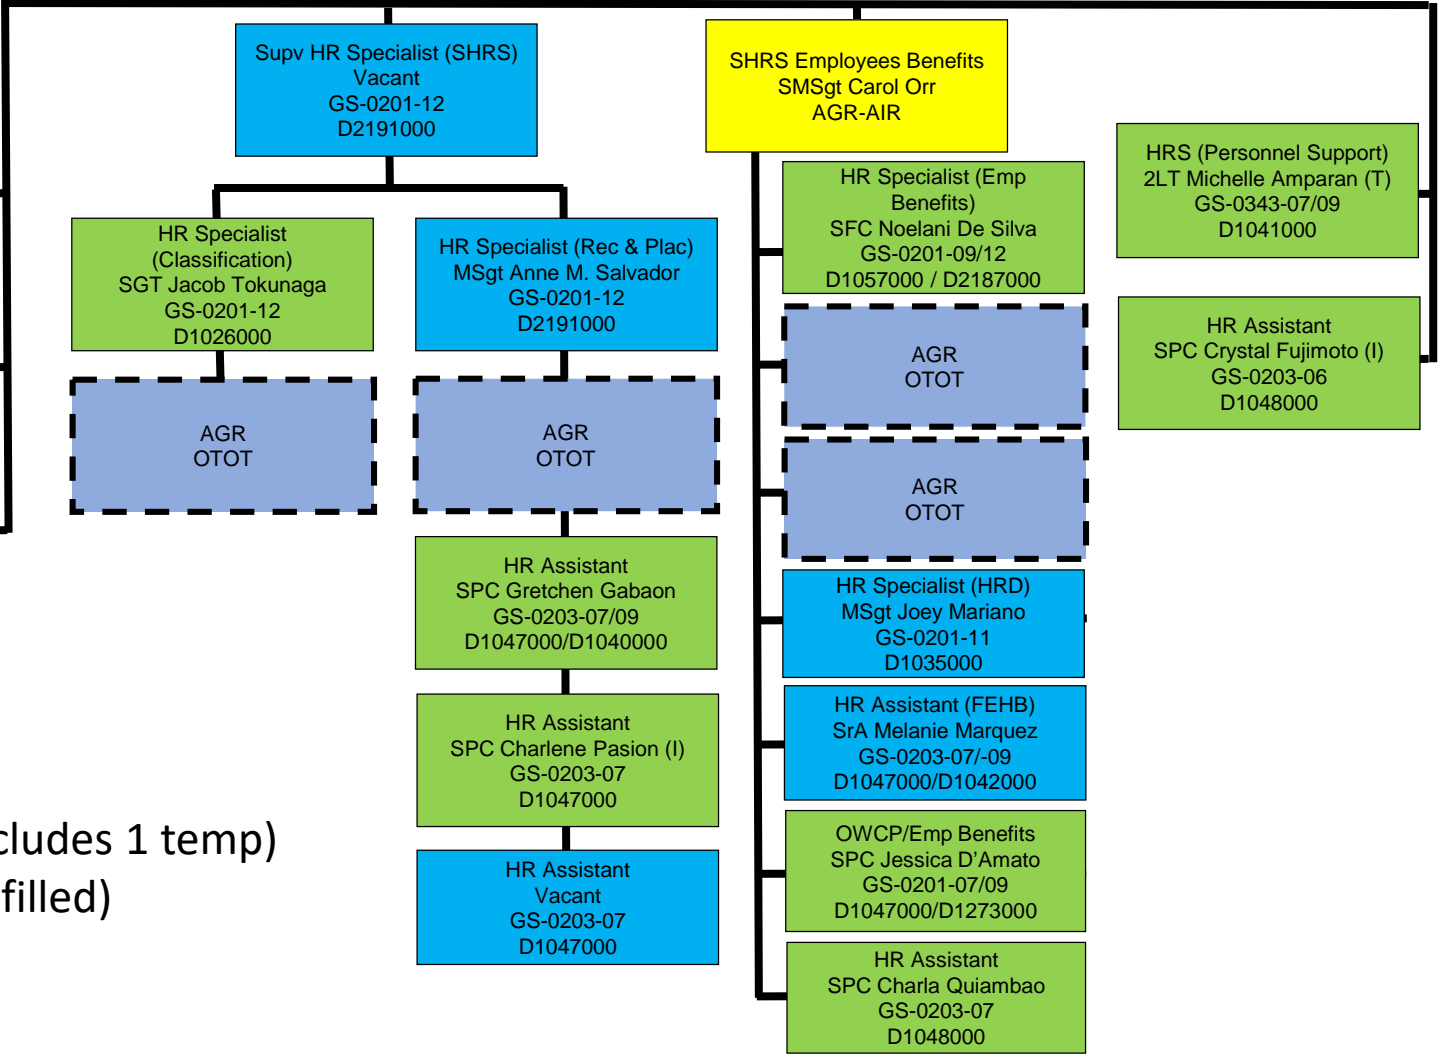 Supv HR Specialist (SHRS)
Vacant
GS-0201-12
D2191000
HR Specialist
(Classification)
SGT Jacob Tokunaga
GS-0201-12
D1026000
AGR
OTOT
HR Specialist (Rec & Plac)
MSgt Anne M. Salvador
GS-0201-12
D2191000
AGR
OTOT
HR Assistant
SPC Gretchen Gabaon
GS-0203-07/09
D1047000/D1040000
HR Assistant
SPC Charlene Pasion (I)
GS-0203-07
D1047000
HR Assistant
Vacant
GS-0203-07
D1047000
SHRS Employees Benefits
SMSgt Carol Orr
AGR-AIR
HR Specialist (Emp
Benefits)
SFC Noelani De Silva
GS-0201-09/12
D1057000 / D2187000
AGR
OTOT
AGR
OTOT
HR Specialist (HRD)
MSgt Joey Mariano
GS-0201-11
D1035000
HR Assistant (FEHB)
SrA Melanie Marquez
GS-0203-07/-09
D1047000/D1042000
OWCP/Emp Benefits
SPC Jessica D’Amato
GS-0201-07/09
D1047000/D1273000
HR Assistant
SPC Charla Quiambao
GS-0203-07
D1048000
HRS (Personnel Support)
2LT Michelle Amparan (T)
GS-0343-07/09
D1041000
HR Assistant
SPC Crystal Fujimoto (I)
GS-0203-06
D1048000
cludes 1 temp)
filled)